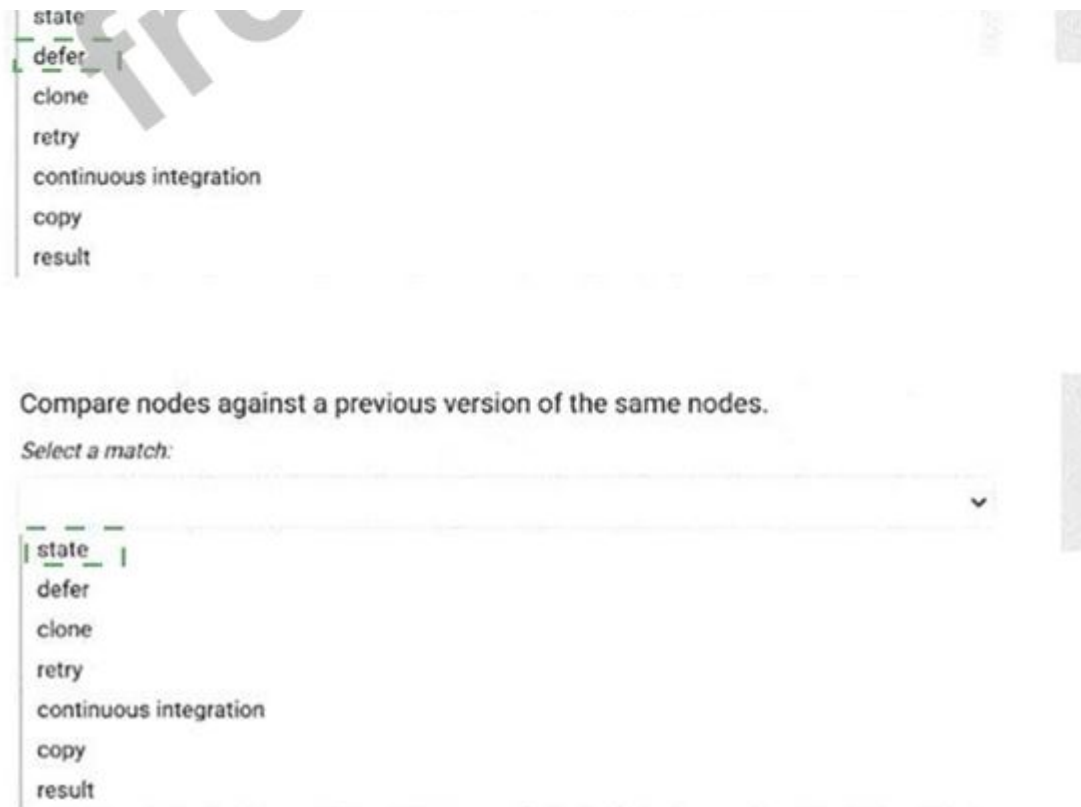 state
defer
clone
retry
continuous integration
copy
result
Compare nodes against a previous version of the same nodes.
Select a match:
state
defer
clone
retry
continuous integration
copy
result